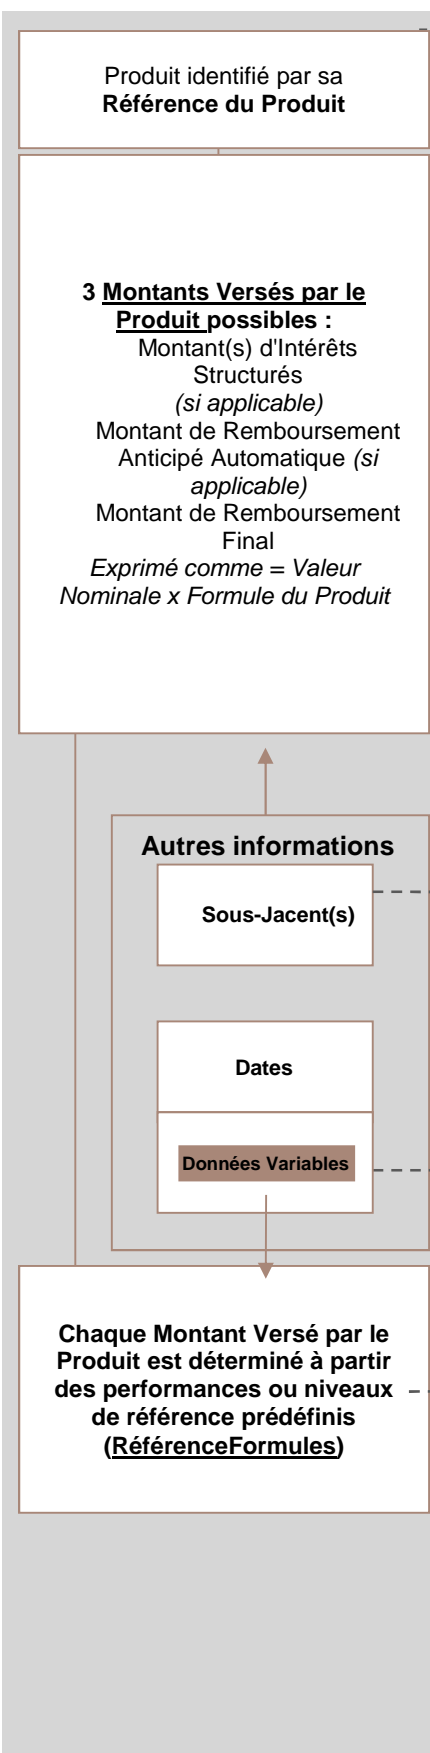 Produit identifié par sa
Référence du Produit
3 Montants Versés par le
Produit possibles :
Montant(s) d'Intérêts
Structurés
(si applicable)
Montant de Remboursement
Anticipé Automatique (si
applicable)
Montant de Remboursement
Final
Exprimé comme = Valeur
Nominale x Formule du Produit
Autres informations
Sous-Jacent(s)
Dates
Données Variables
Chaque Montant Versé par le
Produit est déterminé à partir
des performances ou niveaux
de référence prédéfinis
(RéférenceFormules)